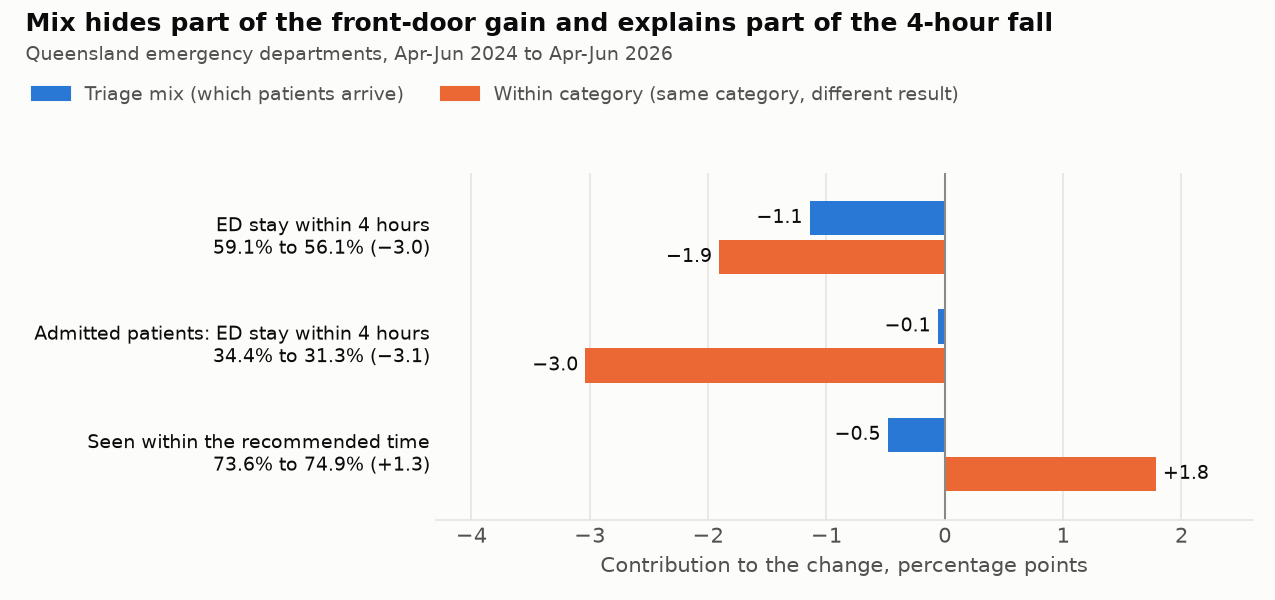 Mix hides part of the front-door gain and explains part of the 4-hour fall
Queensland emergency departments, Apr-Jun 2024 to Apr-Jun 2026
Triage mix (which patients arrive)
Within category (same category, different result)
ED stay within 4 hours
59.1% to 56.1% (−3.0)
−1.1
−1.9
Admitted patients: ED stay within 4 hours
34.4% to 31.3% (−3.1)
−0.1
−3.0
Seen within the recommended time
73.6% to 74.9% (+1.3)
−0.5
+1.8
−4 −3 −2 −1 0 1 2
Contribution to the change, percentage points